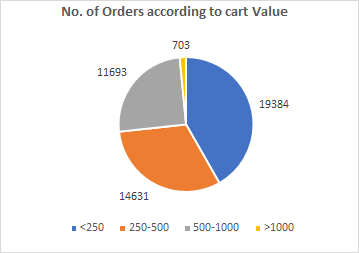 No. of Orders according to cart Value
703
11693
19384
14631
<250 250-500 500-1000 >1000